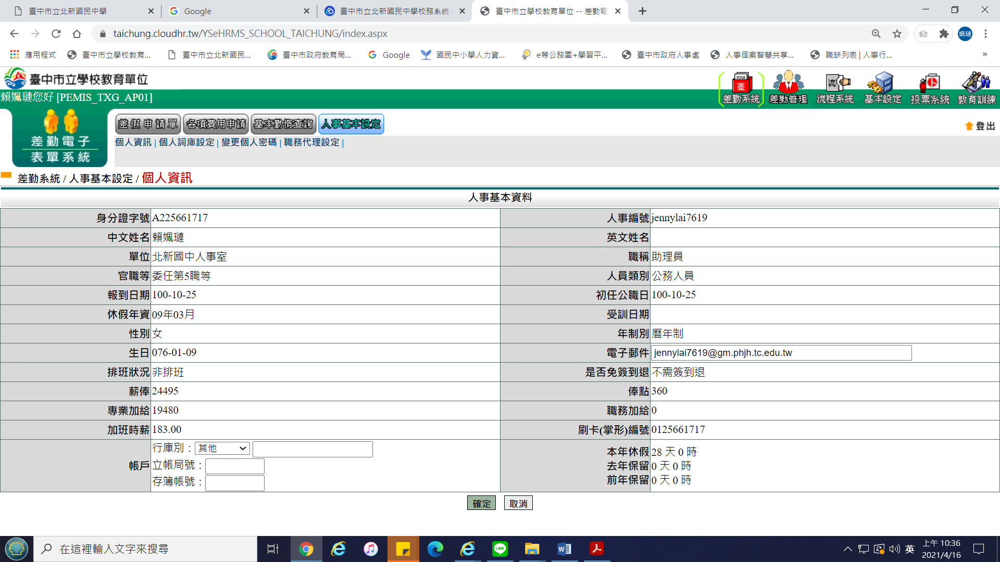 臺中市立北新國民中學
Google
臺中市立北新國民中學校務系統-
臺中市立學校教育單位 -- 差勤電
taichung.cloudhr.tw/YSeHRMS_SCHOOL_TAICHUNG/index.aspx
姵璉
應用程式
臺中市立學校教育...
臺中市立北新國民...
臺中市政府教育局...
Google
國民中小學人力資...
e等公務園+學習平...
臺中市政府人事處
人事個案智慧共享...
職缺列表 | 人事行...
»
臺中市立學校教育單位
賴姵璉您好 [PEMIS_TXG_AP01]
差勤系統
差勤管理
流程系統
基本設定
投票系統
教育訓練
差勤電子
表單系統
差假申請單
各項費用申請
基本勤惰查詢
人事基本設定
登出
個人資訊 | 個人詞庫設定 | 變更個人密碼 | 職務代理設定 |
差勤系統 / 人事基本設定 / 個人資訊
人事基本資料
身分證字號 A225661717 人事編號 jennylai7619
中文姓名 賴姵璉 英文姓名
單位 北新國中人事室 職稱 助理員
官職等 委任第5職等 人員類別 公務人員
報到日期 100-10-25 初任公職日 100-10-25
休假年資 09年03月 受訓日期
性別 女 年制別 曆年制
生日 076-01-09 電子郵件 jennylai7619@gm.phjh.tc.edu.tw
排班狀況 非排班 是否免簽到退 不需簽到退
薪俸 24495 俸點 360
專業加給 19480 職務加給 0
加班時薪 183.00 刷卡(掌形)編號 0125661717
帳戶
行庫別：其他
立帳局號：
存簿帳號：
本年休假 28 天 0 時
去年保留 0 天 0 時
前年保留 0 天 0 時
確定 取消
在這裡輸入文字來搜尋
LINE
英
上午 10:36
2021/4/16